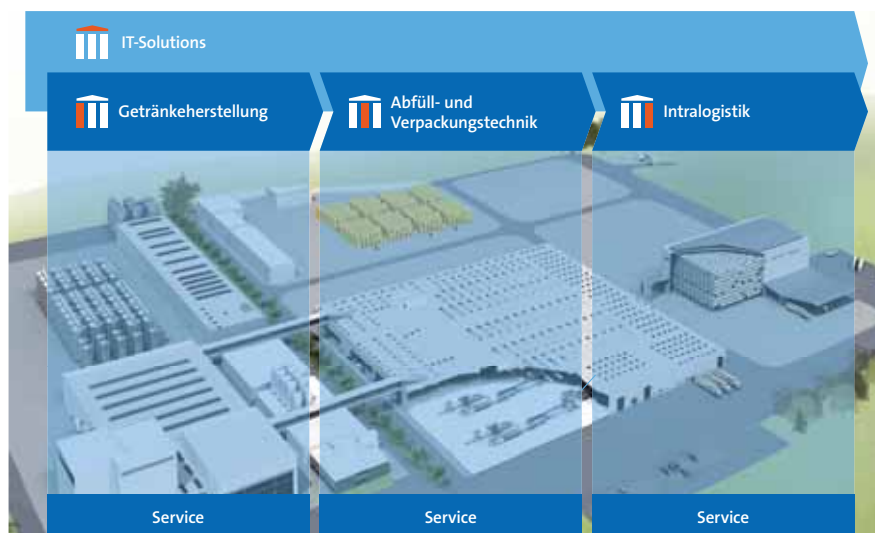 IT-Solutions
Getränkeherstellung
Abfüll- und
Verpackungstechnik
Intralogistik
Service
Service
Service